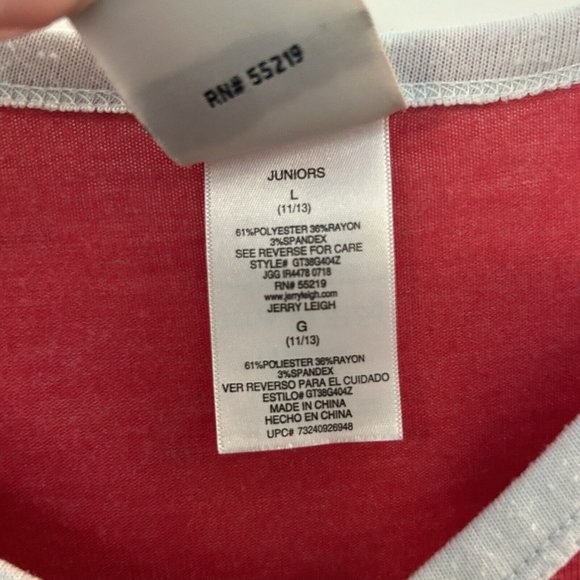 RN# 55219
JUNIORS
L
(11/13)
61%POLYESTER 36%RAYON
3%SPANDEX
SEE REVERSE FOR CARE
STYLE# GT38G404Z
JGG IR4478 0718
RN# 55219
www.jerryleigh.com
JERRY LEIGH
G
(11/13)
61%POLIESTER 36%RAYON
3%SPANDEX
VER REVERSO PARA EL CUIDADO
ESTILO# GT38G404Z
MADE IN CHINA
HECHO EN CHINA
UPC# 73240926948